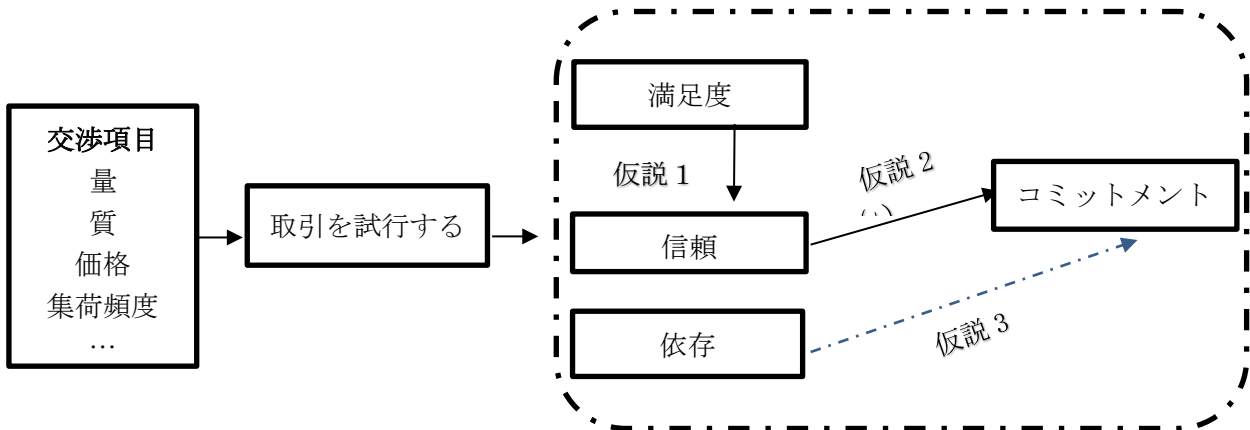 交渉項目
量
質
価格
集荷頻度
…
取引を試行する
満足度
仮説 1
信頼
依存
仮説 2
仮説 3
コミットメント